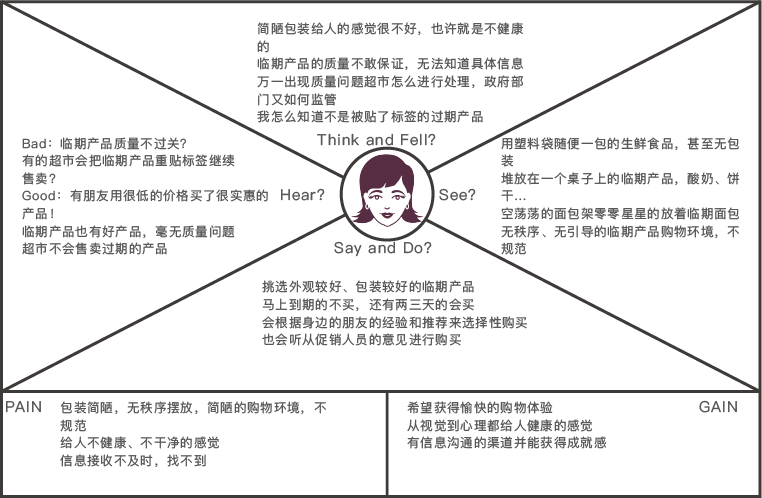 简陋包装给人的感觉很不好，也许就是不健康
的
临期产品的质量不敢保证，无法知道具体信息
万一出现质量问题超市怎么进行处理，政府部
门又如何监管
我怎么知道不是被贴了标签的过期产品
Think and Fell?
Bad：临期产品质量不过关？
有的超市会把临期产品重贴标签继续
售卖？
Good：有朋友用很低的价格买了很实惠的
产品！
临期产品也有好产品，毫无质量问题
超市不会售卖过期的产品
Hear?
See?
用塑料袋随便一包的生鲜食品，甚至无包
装
堆放在一个桌子上的临期产品，酸奶、饼
干...
空荡荡的面包架零零星星的放着临期面包
无秩序、无引导的临期产品购物环境，不
规范
Say and Do?
挑选外观较好、包装较好的临期产品
马上到期的不买，还有两三天的会买
会根据身边的朋友的经验和推荐来选择性购买
也会听从促销人员的意见进行购买
PAIN
包装简陋，无秩序摆放，简陋的购物环境，不
规范
给人不健康、不干净的感觉
信息接收不及时，找不到
希望获得愉快的购物体验
从视觉到心理都给人健康的感觉
有信息沟通的渠道并能获得成就感
GAIN